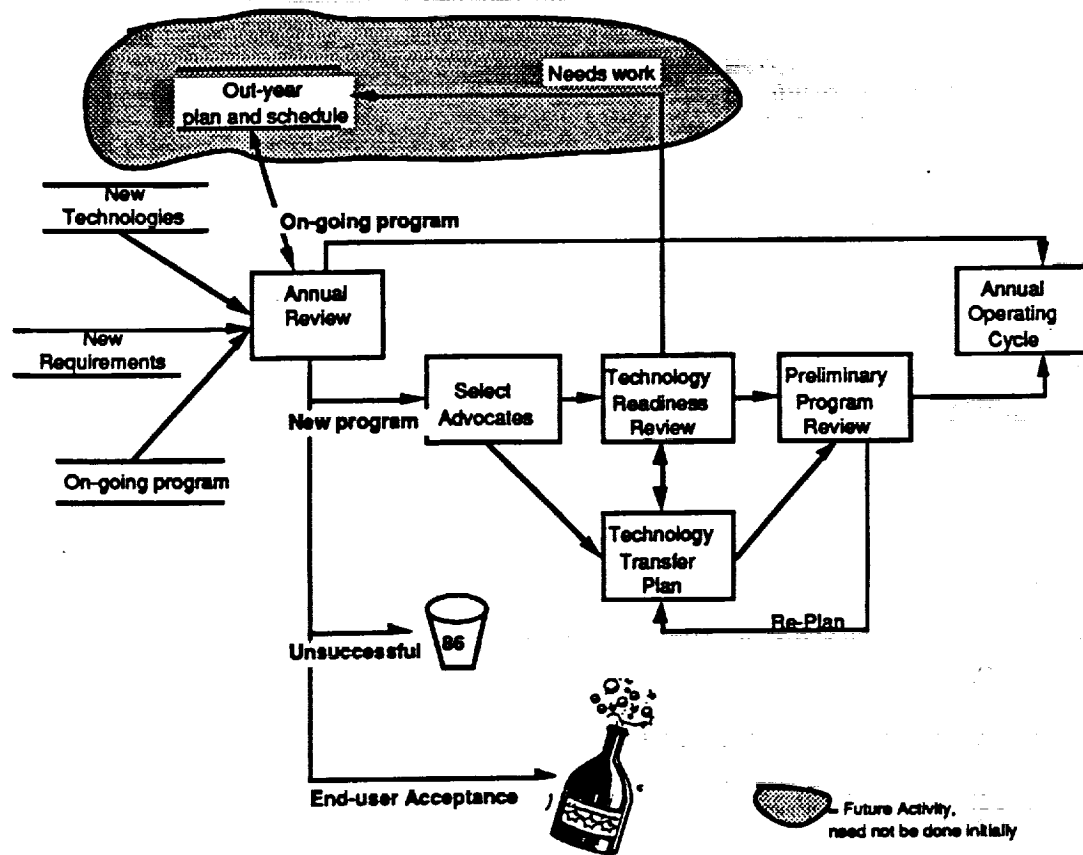 Needs work
Out-year
plan and schedule
New
Technologies
On-going program
Annual
Review
Annual
Operating
Cycle
New
Requirements
Select
Advocates
Technology
Readiness
Review
Preliminary
Program
Review
New program
On-going program
Technology
Transfer
Plan
Re-Plan
86
Unsuccessful
End-user Acceptance
- Future Activity,
need not be done initially